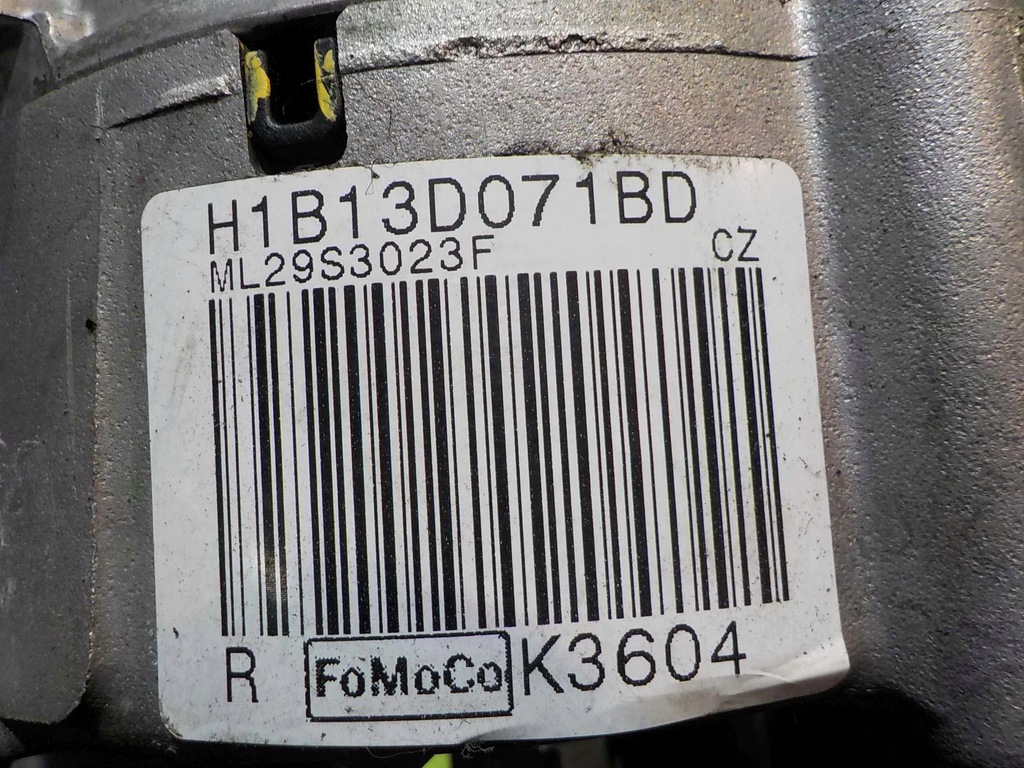 H1B13D071BD
ML29S3023F CZ
R FoMoCo K3604